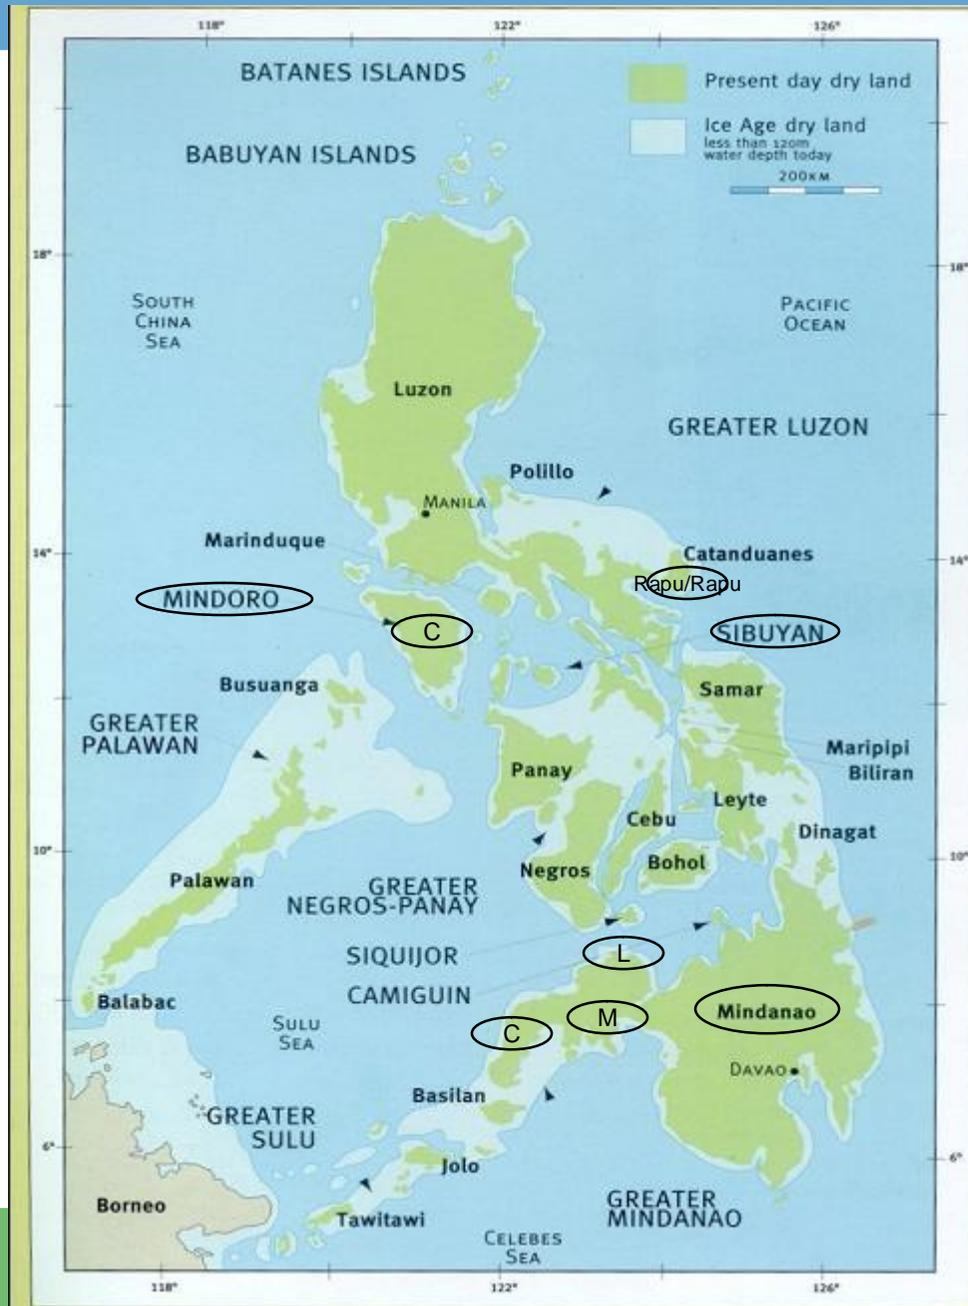 118°
122°
126°
BATANES ISLANDS
Present day dry land
Ice Age dry land
less than 120m
water depth today
BABUYAN ISLANDS
200KM
18°
18°
SOUTH
CHINA
SEA
PACIFIC
OCEAN
Luzon
GREATER LUZON
Polillo
MANILA
Marinduque
14°
14°
Catanduanes
Rapu/Rapu
MINDORO
C
SIBUYAN
Busuanga
Samar
GREATER
PALAWAN
Maripipi
Biliran
Panay
Leyte
Cebu
Dinagat
10°
10°
Bohol
Negros
Palawan
GREATER
NEGROS-PANAY
SIQUIJOR
L
CAMIGUIN
Balabac
Mindanao
M
C
SULU
SEA
DAVAO
Basilan
GREATER
SULU
6°
6°
Jolo
Borneo
GREATER
MINDANAO
Tawitawi
CELEBES
SEA
118°
122°
126°